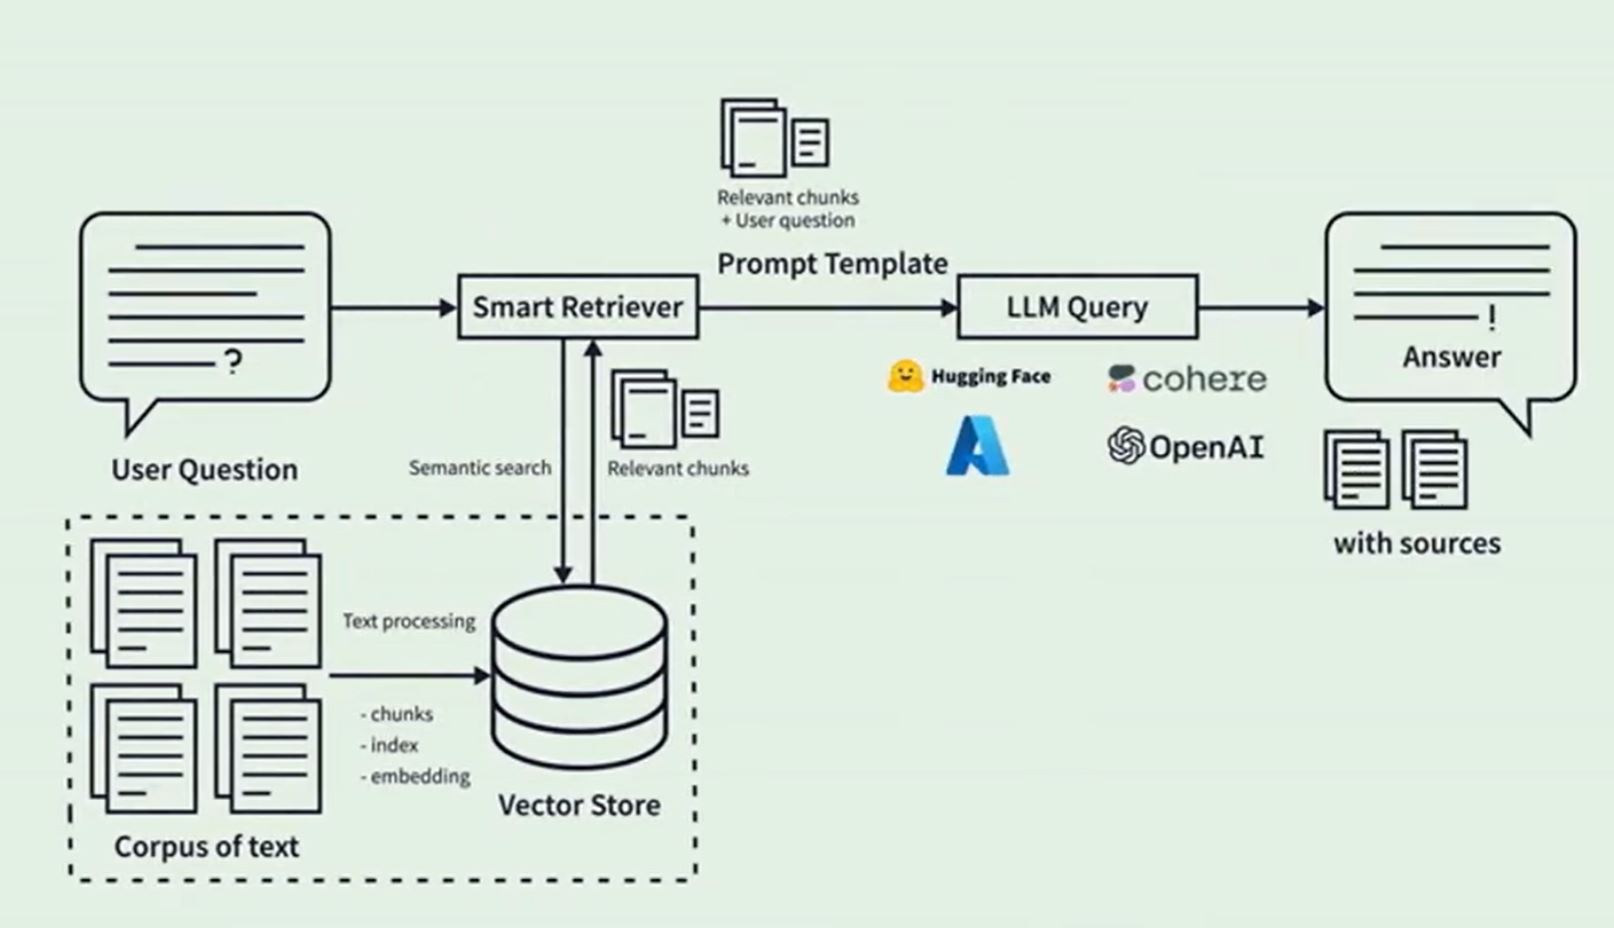 Relevant chunks
+ User question
Prompt Template
Smart Retriever
LLM Query
?
!
Answer
Hugging Face
cohere
OpenAI
User Question
Semantic search
Relevant chunks
with sources
Text processing
- chunks
- index
- embedding
Vector Store
Corpus of text